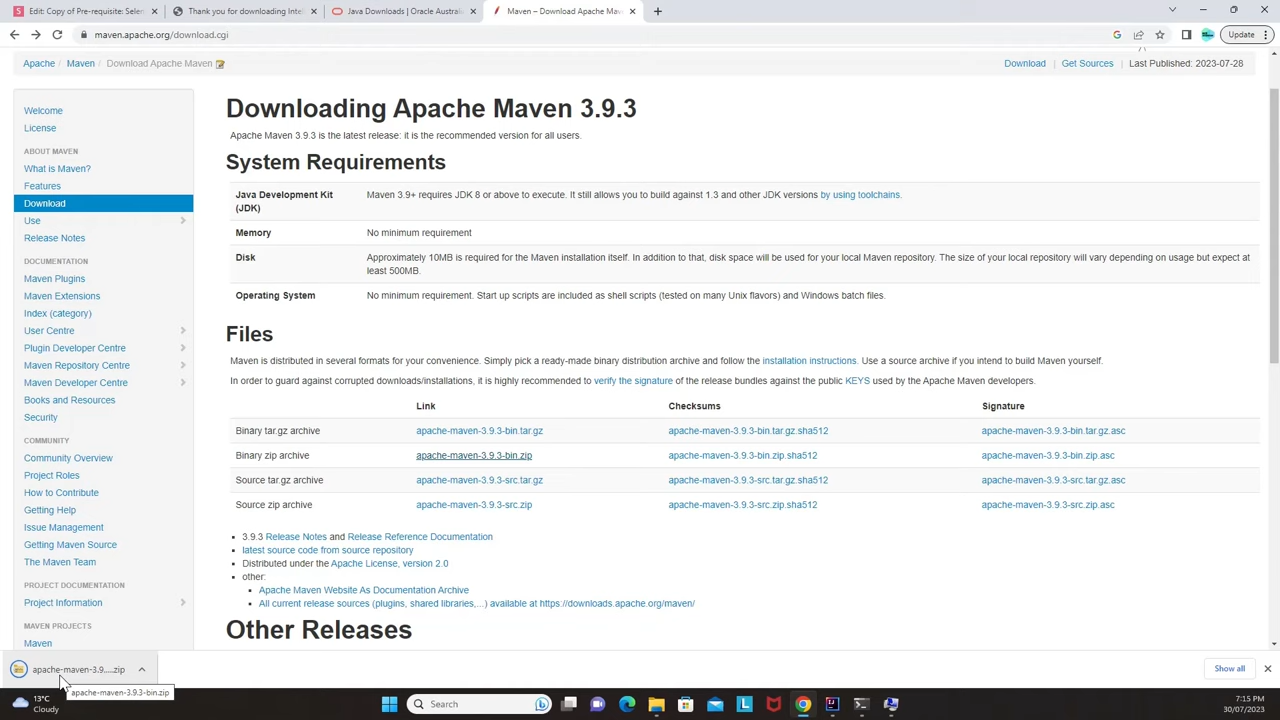 Edit: Copy of Pre-requisite: Selen
Thank you for downloading Intel
Java Downloads | Oracle Australi
Maven – Download Apache Mav
maven.apache.org/download.cgi
Update
Apache / Maven / Download Apache Maven
Download | Get Sources | Last Published: 2023-07-28
Welcome
License
ABOUT MAVEN
What is Maven?
Features
Download
Use
Release Notes
DOCUMENTATION
Maven Plugins
Maven Extensions
Index (category)
User Centre
Plugin Developer Centre
Maven Repository Centre
Maven Developer Centre
Books and Resources
Security
COMMUNITY
Community Overview
Project Roles
How to Contribute
Getting Help
Issue Management
Getting Maven Source
The Maven Team
PROJECT DOCUMENTATION
Project Information
MAVEN PROJECTS
Maven
Downloading Apache Maven 3.9.3
Apache Maven 3.9.3 is the latest release: it is the recommended version for all users.
System Requirements
Java Development Kit (JDK) Maven 3.9+ requires JDK 8 or above to execute. It still allows you to build against 1.3 and other JDK versions by using toolchains.
Memory No minimum requirement
Disk Approximately 10MB is required for the Maven installation itself. In addition to that, disk space will be used for your local Maven repository. The size of your local repository will vary depending on usage but expect at
least 500MB.
Operating System No minimum requirement. Start up scripts are included as shell scripts (tested on many Unix flavors) and Windows batch files.
Files
Maven is distributed in several formats for your convenience. Simply pick a ready-made binary distribution archive and follow the installation instructions. Use a source archive if you intend to build Maven yourself.
In order to guard against corrupted downloads/installations, it is highly recommended to verify the signature of the release bundles against the public KEYS used by the Apache Maven developers.
Link Checksums Signature
Binary tar.gz archive apache-maven-3.9.3-bin.tar.gz apache-maven-3.9.3-bin.tar.gz.sha512 apache-maven-3.9.3-bin.tar.gz.asc
Binary zip archive apache-maven-3.9.3-bin.zip apache-maven-3.9.3-bin.zip.sha512 apache-maven-3.9.3-bin.zip.asc
Source tar.gz archive apache-maven-3.9.3-src.tar.gz apache-maven-3.9.3-src.tar.gz.sha512 apache-maven-3.9.3-src.tar.gz.asc
Source zip archive apache-maven-3.9.3-src.zip apache-maven-3.9.3-src.zip.sha512 apache-maven-3.9.3-src.zip.asc
3.9.3 Release Notes and Release Reference Documentation
latest source code from source repository
Distributed under the Apache License, version 2.0
other:
Apache Maven Website As Documentation Archive
All current release sources (plugins, shared libraries,...) available at https://downloads.apache.org/maven/
Other Releases
apache-maven-3.9....zip
Show all
apache-maven-3.9.3-bin.zip
13°C
Cloudy
Search
7:15 PM
30/07/2023